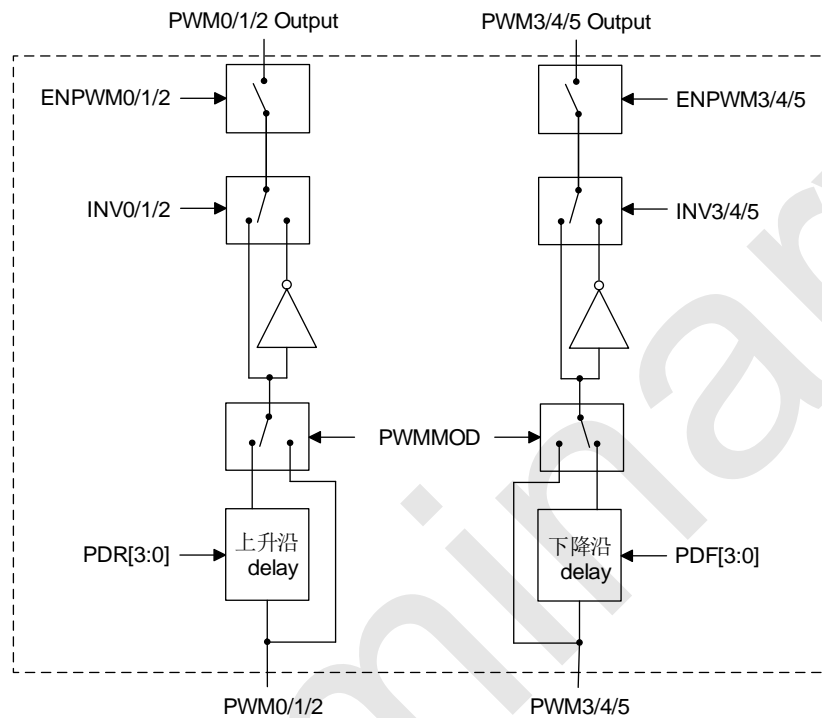 PWM0/1/2 Output
PWM3/4/5 Output
ENPWM0/1/2
ENPWM3/4/5
INV0/1/2
INV3/4/5
PWMMOD
PDR[3:0]
上升沿
delay
下降沿
delay
PDF[3:0]
PWM0/1/2
PWM3/4/5